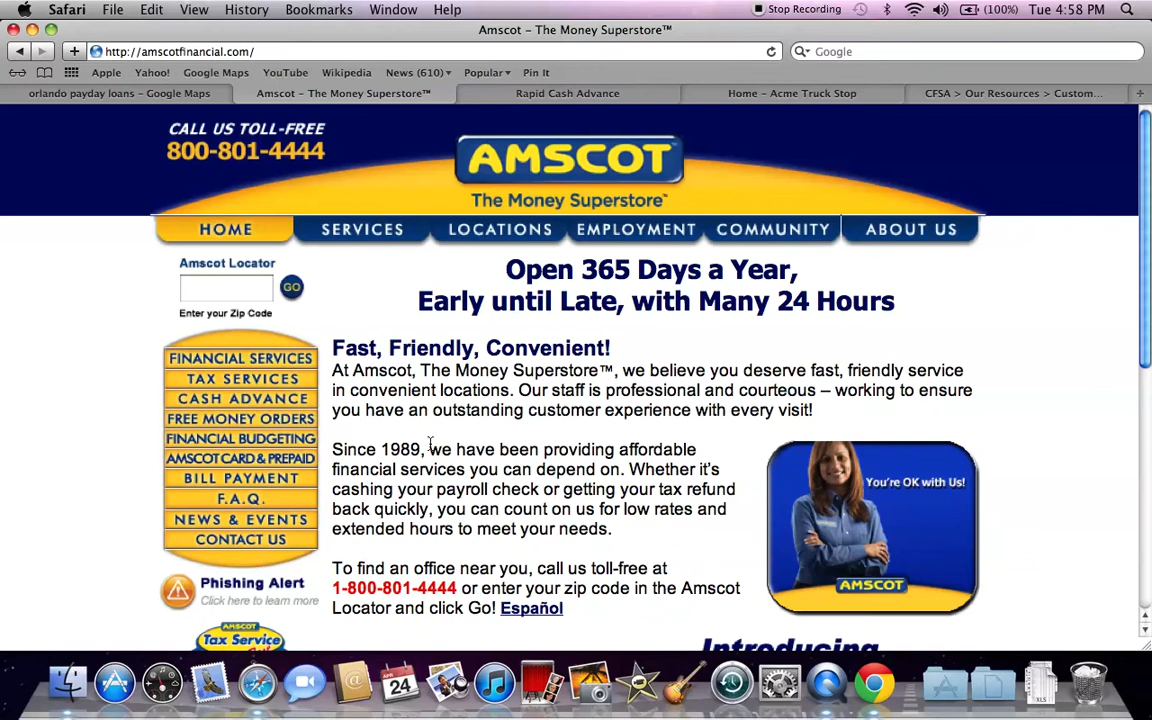 Safari File Edit View History Bookmarks Window Help Stop Recording (100%) Tue 4:58 PM
Amscot – The Money Superstore™
http://amscotfinancial.com/ Google
Apple Yahoo! Google Maps YouTube Wikipedia News (610) Popular Pin It
orlando payday loans – Google Maps Amscot – The Money Superstore™ Rapid Cash Advance Home – Acme Truck Stop CFSA > Our Resources > Custom...
CALL US TOLL-FREE
800-801-4444
AMSCOT
The Money Superstore™
HOME SERVICES LOCATIONS EMPLOYMENT COMMUNITY ABOUT US
Amscot Locator
GO
Enter your Zip Code
Open 365 Days a Year,
Early until Late, with Many 24 Hours
FINANCIAL SERVICES
TAX SERVICES
CASH ADVANCE
FREE MONEY ORDERS
FINANCIAL BUDGETING
AMSCOT CARD & PREPAID
BILL PAYMENT
F.A.Q.
NEWS & EVENTS
CONTACT US
Phishing Alert
Click here to learn more
AMSCOT
Tax Service
Fast, Friendly, Convenient!
At Amscot, The Money Superstore™, we believe you deserve fast, friendly service
in convenient locations. Our staff is professional and courteous – working to ensure
you have an outstanding customer experience with every visit!
Since 1989, we have been providing affordable
financial services you can depend on. Whether it's
cashing your payroll check or getting your tax refund
back quickly, you can count on us for low rates and
extended hours to meet your needs.
To find an office near you, call us toll-free at
1-800-801-4444 or enter your zip code in the Amscot
Locator and click Go! Español
You're OK with Us!
AMSCOT
Introducing
APR
24
XLS